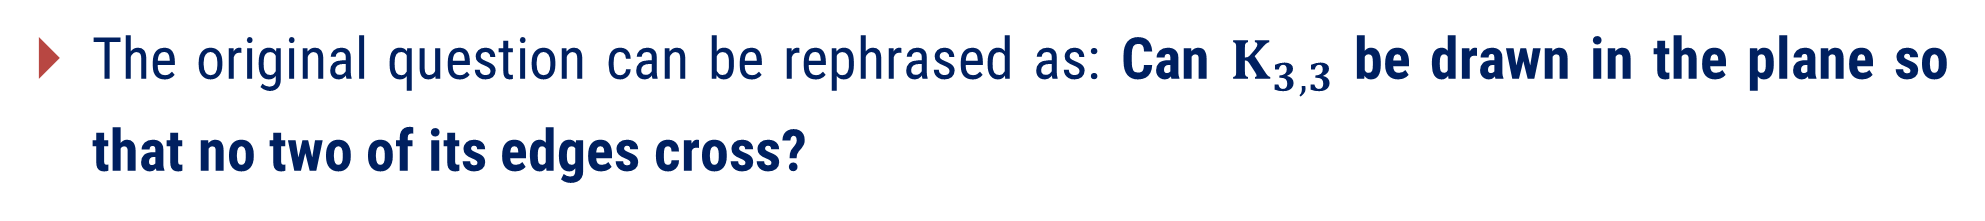 The original question can be rephrased as: Can K₃,₃ be drawn in the plane so
that no two of its edges cross?